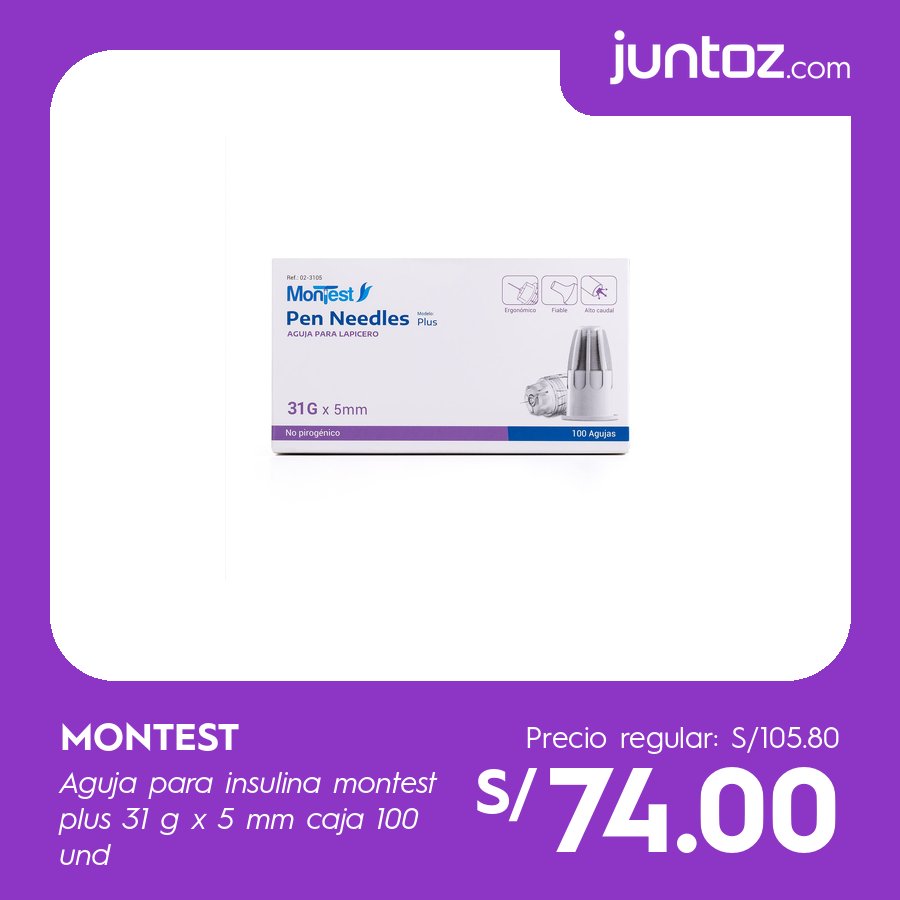 juntoz.com
Ref.: 02-3105
MonTest
Pen Needles Modelo Plus
AGUJA PARA LAPICERO
Ergonómico Fiable Alto caudal
31G x 5mm
No pirogénico 100 Agujas
MONTEST
Aguja para insulina montest
plus 31 g x 5 mm caja 100
und
Precio regular: S/105.80
S/74.00